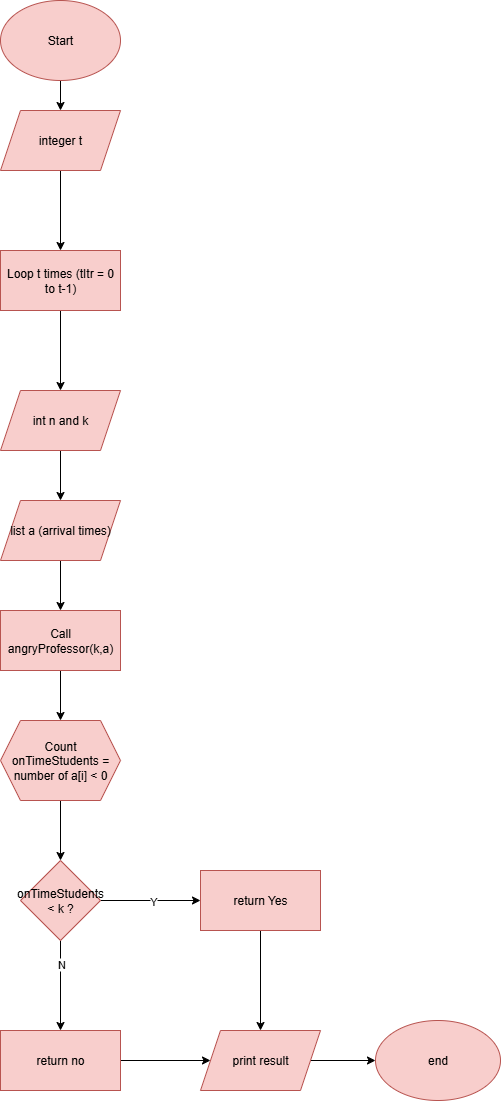 Start
integer t
Loop t times (tItr = 0
to t-1)
int n and k
list a (arrival times)
Call
angryProfessor(k,a)
Count
onTimeStudents =
number of a[i] < 0
onTimeStudents
< k ?
Y
return Yes
N
return no
print result
end